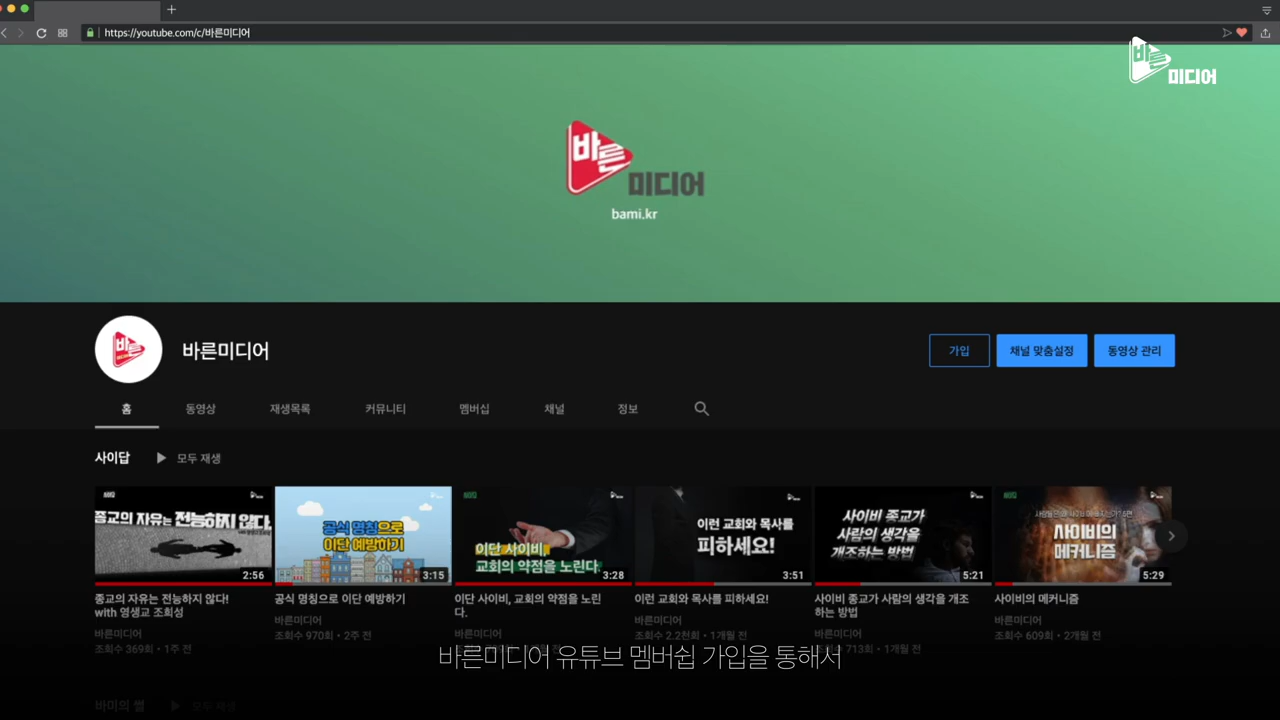 https://youtube.com/c/바른미디어
바른
미디어
바른
미디어
bami.kr
바른
바른미디어
가입
채널 맞춤설정
동영상 관리
홈
동영상
재생목록
커뮤니티
멤버십
채널
정보
사이답
모두 재생
종교의 자유는 전능하지 않다.
2:56
공식 명칭으로
이단 예방하기
3:15
이단 사이비,
교회의 약점을 노린다.
3:28
이런 교회와 목사를
피하세요!
3:51
사이비 종교가
사람의 생각을
개조하는 방법
5:21
사이비의
메커니즘
5:29
종교의 자유는 전능하지 않다!
with 영생교 조희성
바른미디어
조회수 369회 • 1주 전
공식 명칭으로 이단 예방하기
바른미디어
조회수 970회 • 2주 전
이단 사이비, 교회의 약점을 노린
다.
바른미디어
이런 교회와 목사를 피하세요!
바른미디어
조회수 2.2천회 • 1개월 전
사이비 종교가 사람의 생각을 개조
하는 방법
바른미디어
조회수 713회 • 1개월 전
사이비의 메커니즘
바른미디어
조회수 609회 • 2개월 전
바른미디어 유튜브 멤버쉽 가입을 통해서
바이의 썰
모두 재생